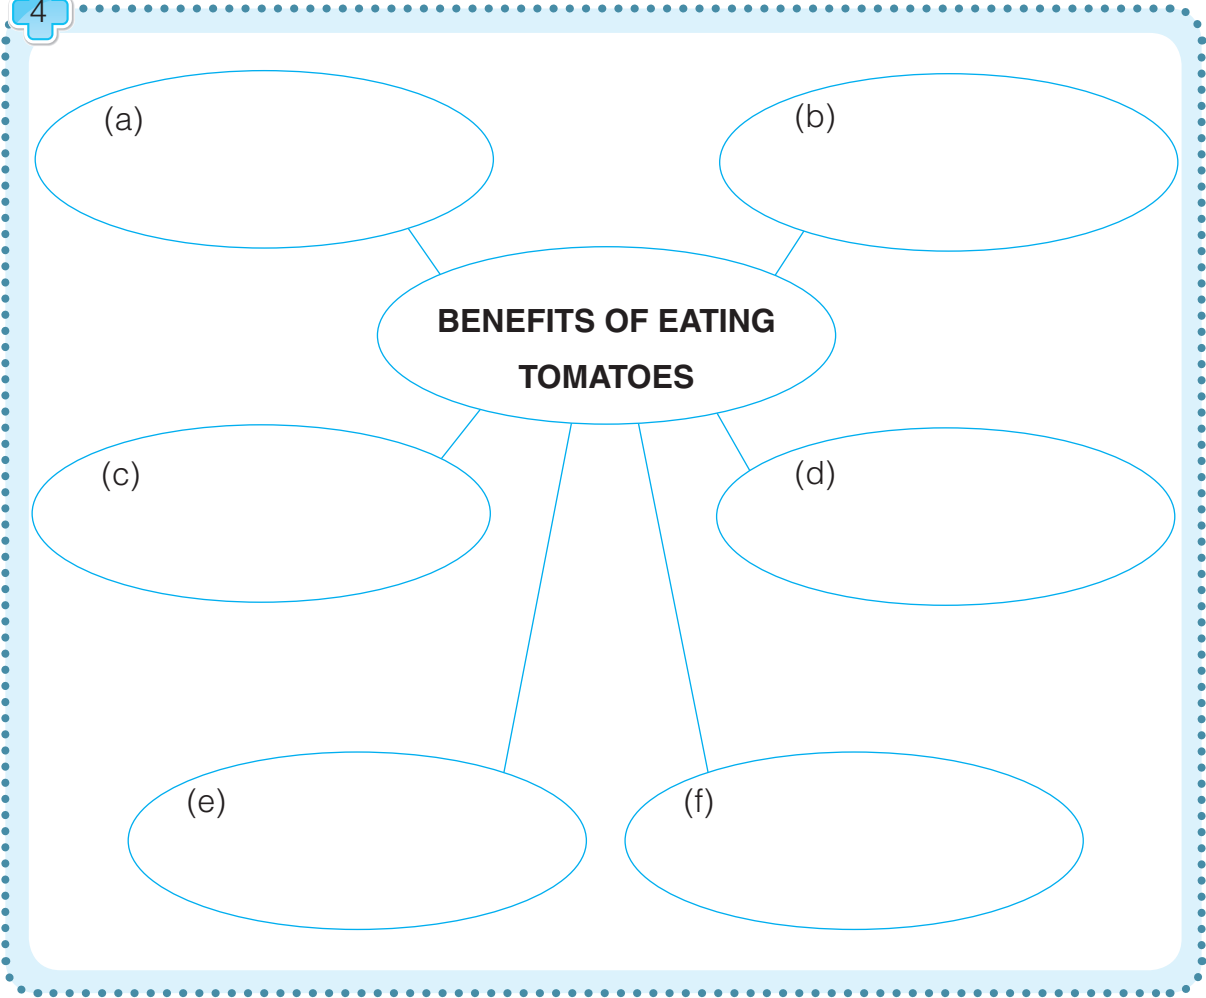 4
(a)
(b)
BENEFITS OF EATING
TOMATOES
(c)
(d)
(e)
(f)